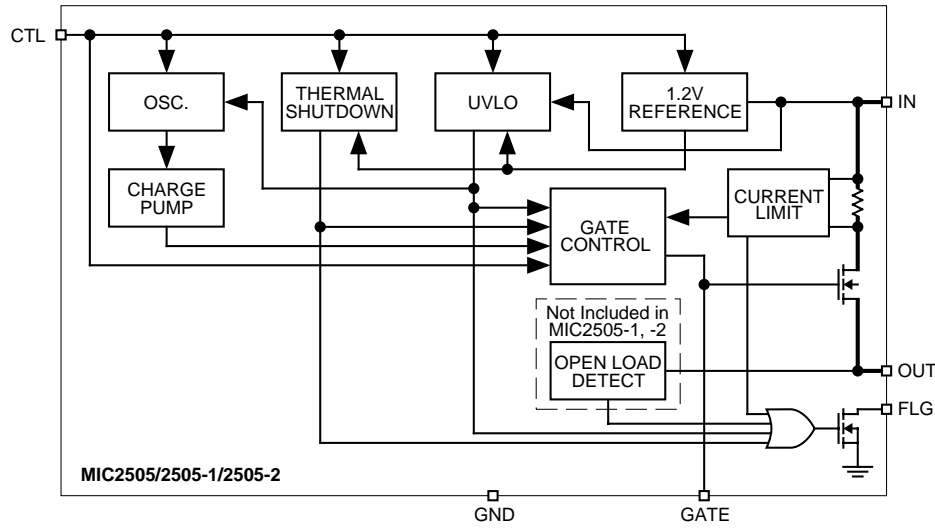 CTL
OSC.
THERMAL
SHUTDOWN
UVLO
1.2V
REFERENCE
IN
CHARGE
PUMP
GATE
CONTROL
CURRENT
LIMIT
Not Included in
MIC2505-1, -2
OPEN LOAD
DETECT
OUT
FLG
MIC2505/2505-1/2505-2
GND
GATE